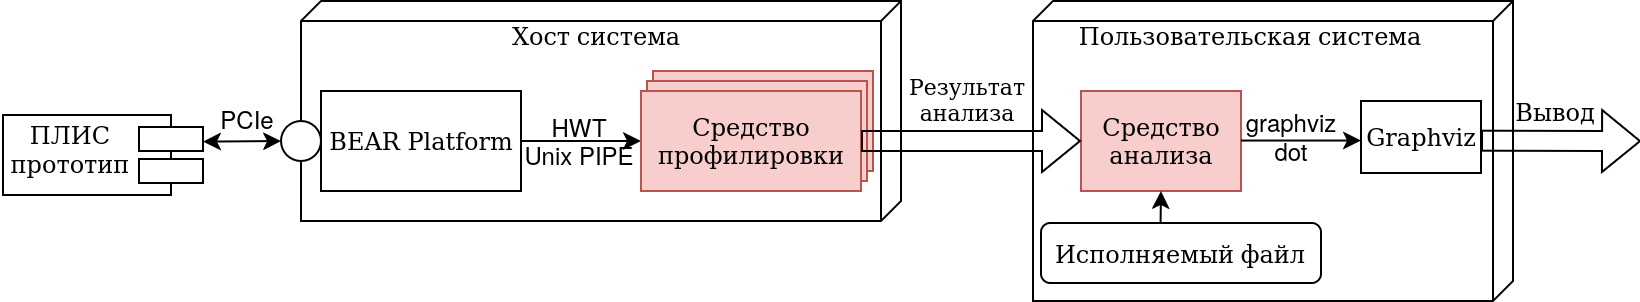 Хост система
Пользовательская система
ПЛИС
прототип
PCIe
BEAR Platform
HWT
Unix PIPE
Средство
профилировки
Результат
анализа
Средство
анализа
graphviz
dot
Graphviz
Вывод
Исполняемый файл